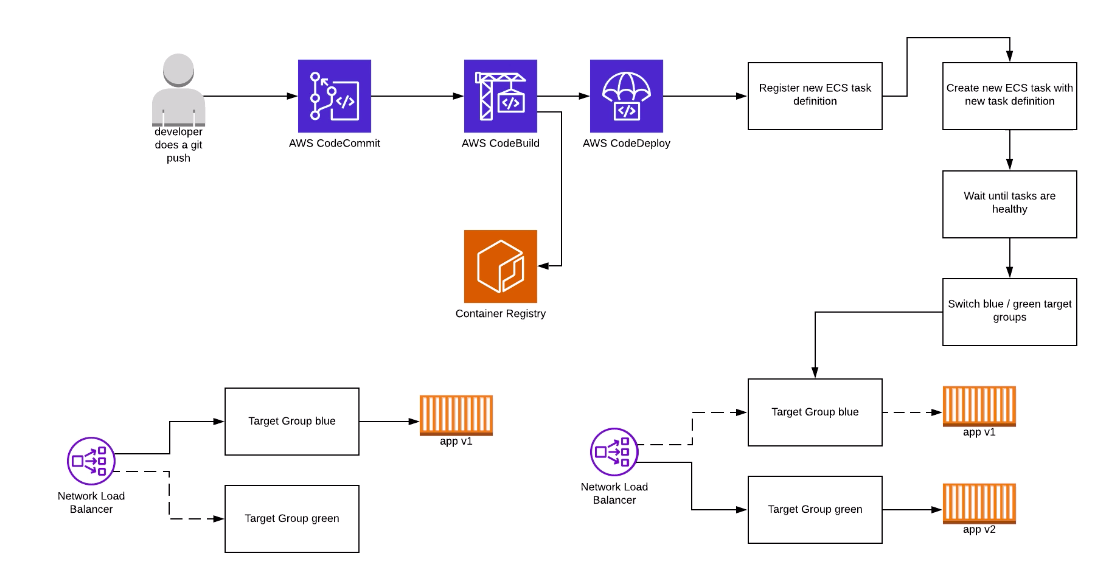 developer
does a git
push
AWS CodeCommit
AWS CodeBuild
AWS CodeDeploy
Register new ECS task
definition
Create new ECS task with
new task definition
Wait until tasks are
healthy
Container Registry
Switch blue / green target
groups
Target Group blue
app v1
Network Load
Balancer
Target Group green
Target Group blue
app v1
Network Load
Balancer
Target Group green
app v2